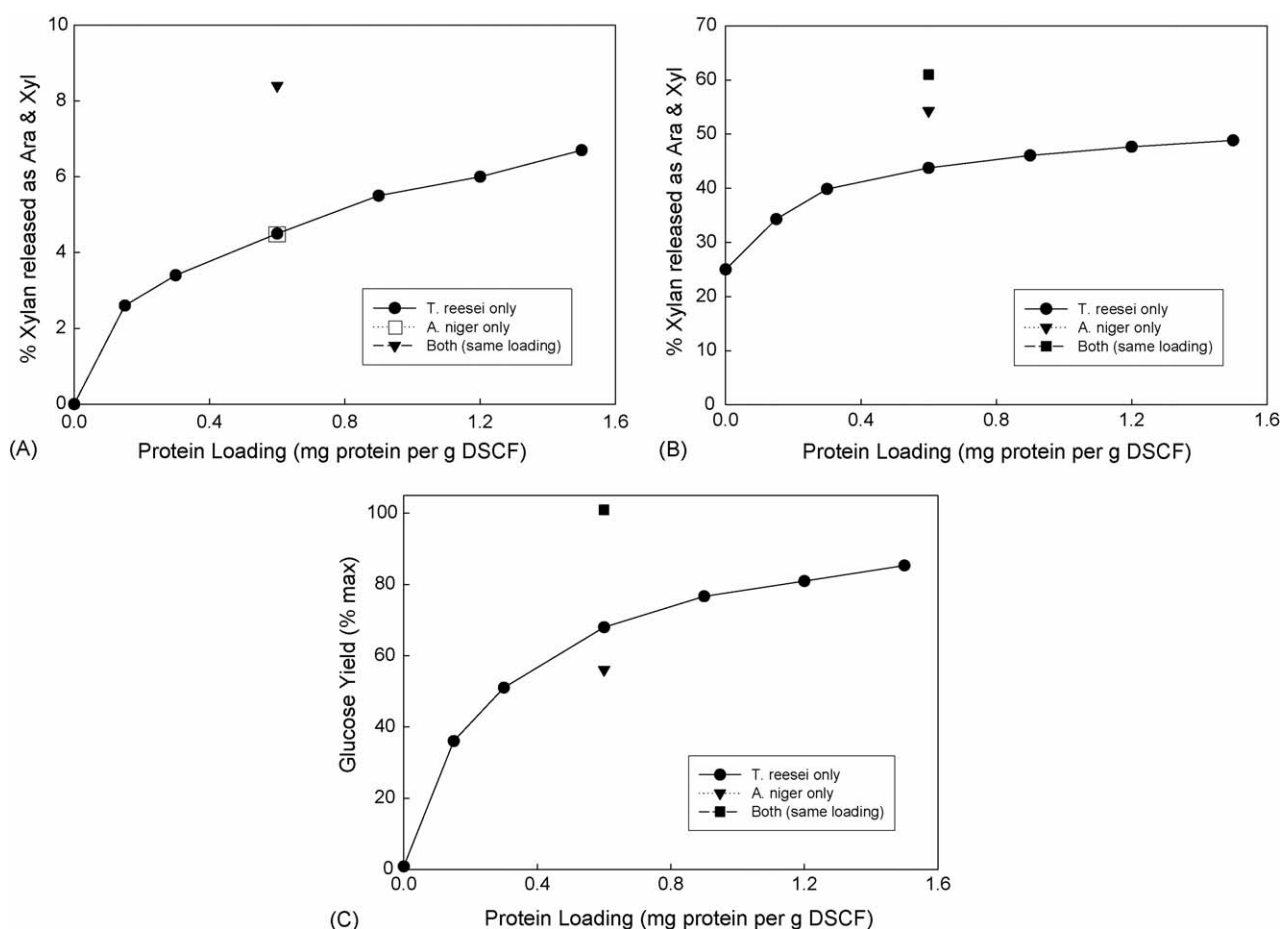 % Xylan released as Ara & Xyl
10
8
6
4
2
0
0.0 0.4 0.8 1.2 1.6
T. reesei only
A. niger only
Both (same loading)
(A) Protein Loading (mg protein per g DSCF)
% Xylan released as Ara & Xyl
70
60
50
40
30
20
10
0
0.0 0.4 0.8 1.2 1.6
T. reesei only
A. niger only
Both (same loading)
(B) Protein Loading (mg protein per g DSCF)
Glucose Yield (% max)
100
80
60
40
20
0
0.0 0.4 0.8 1.2 1.6
T. reesei only
A. niger only
Both (same loading)
(C) Protein Loading (mg protein per g DSCF)